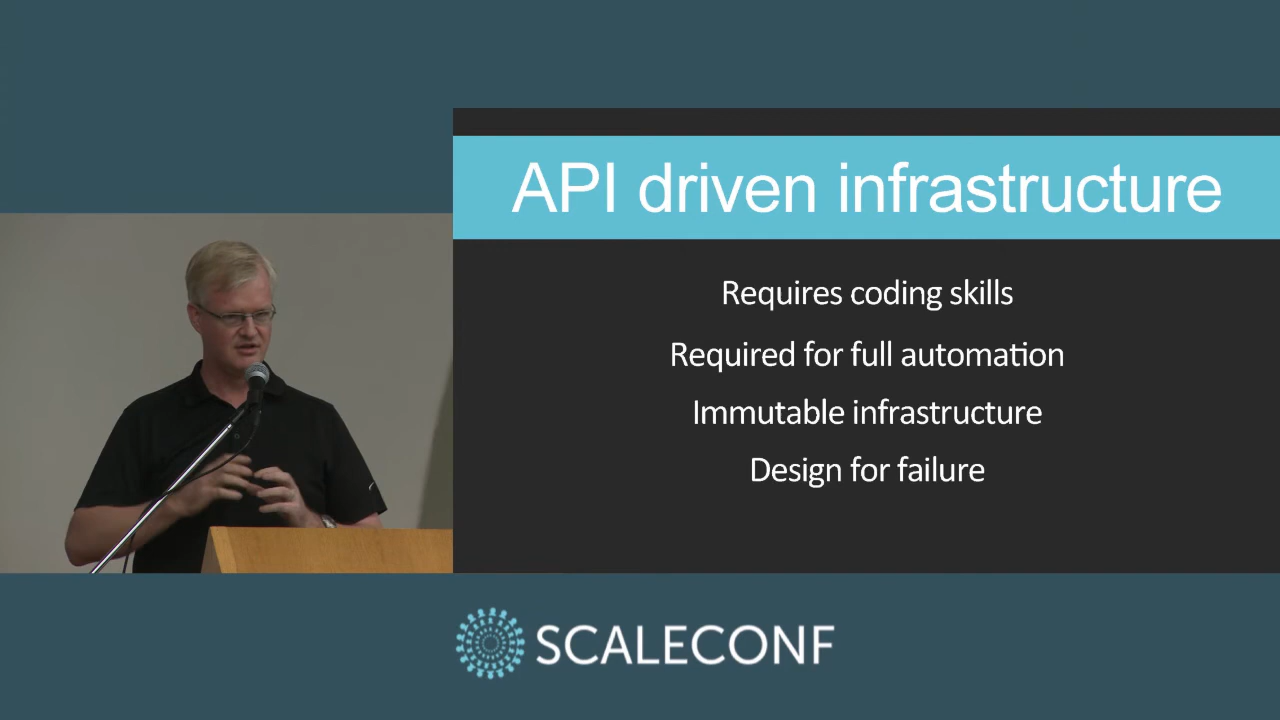 API driven infrastructure
Requires coding skills
Required for full automation
Immutable infrastructure
Design for failure
SCALECONF